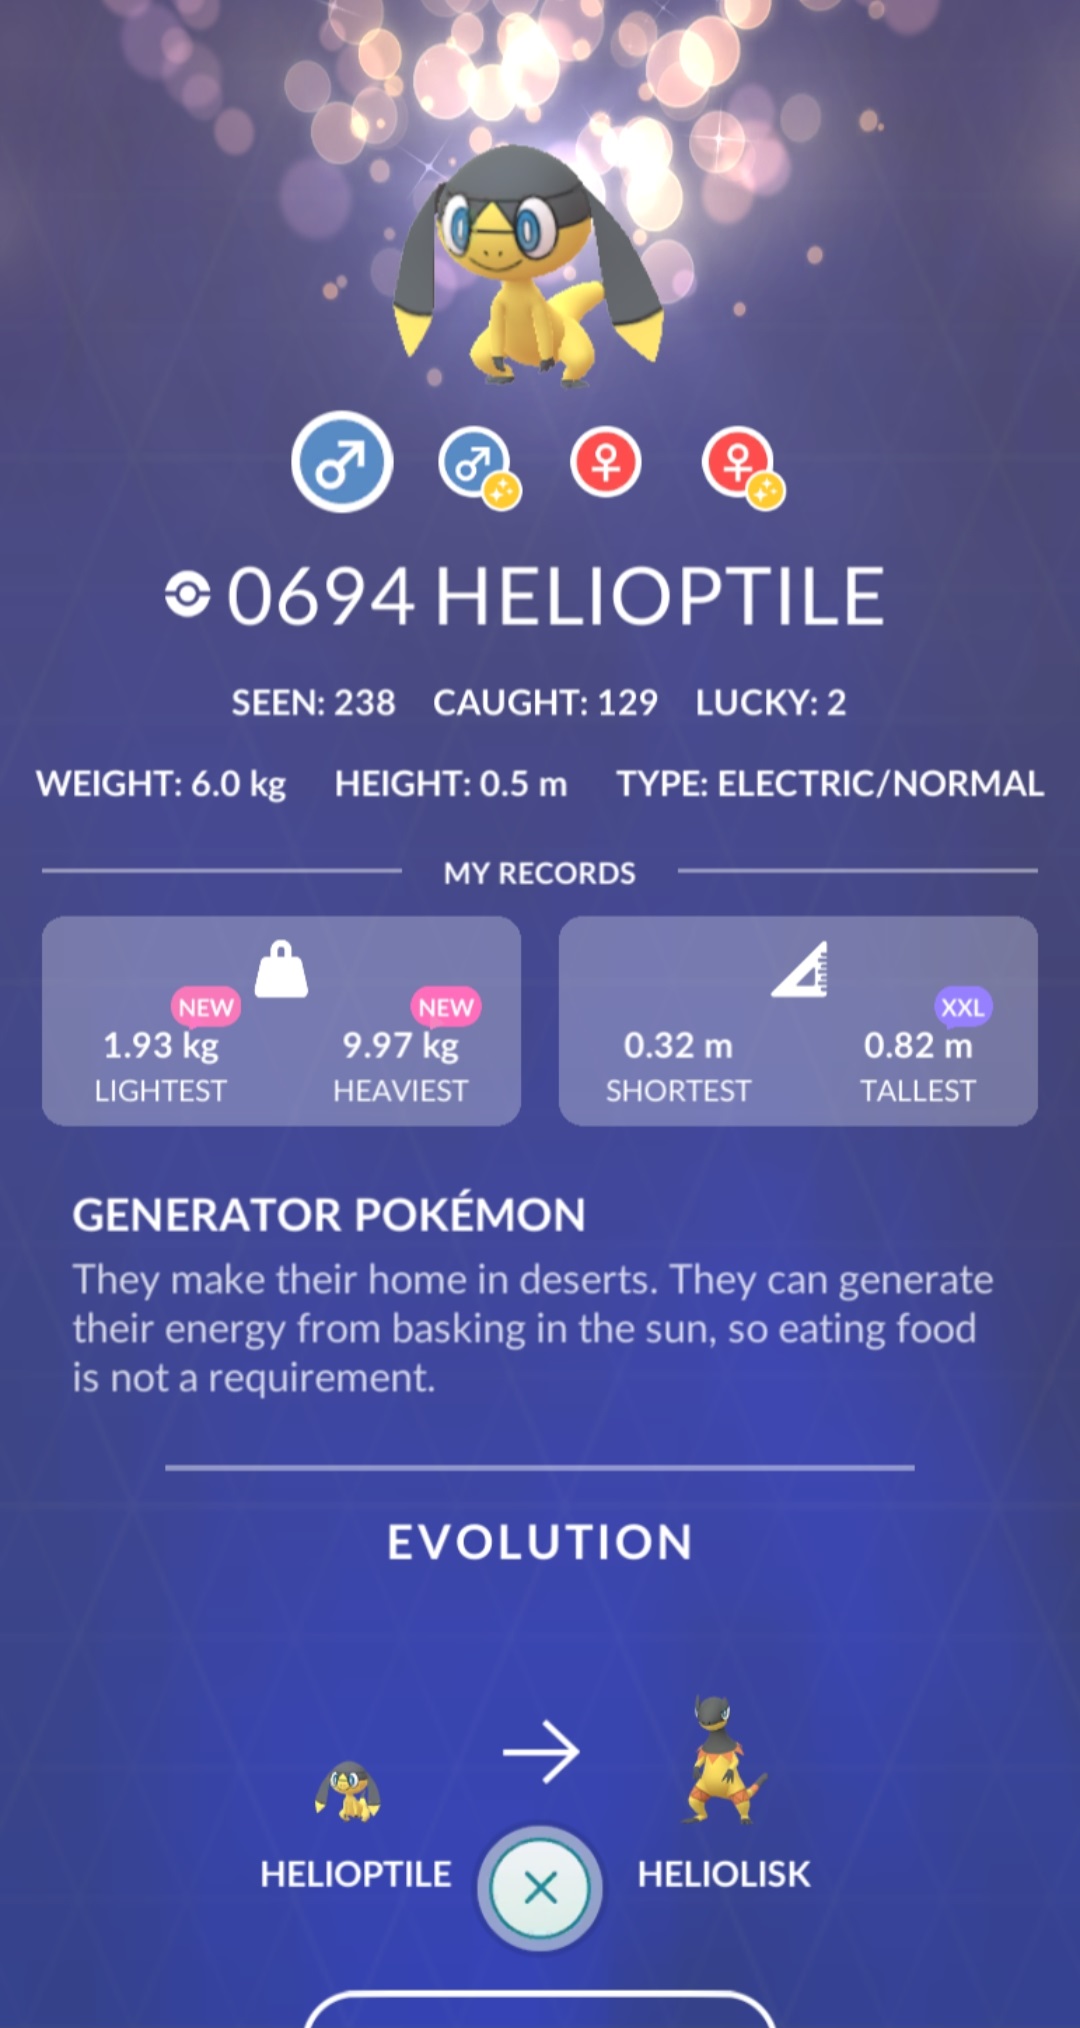 0694 HELIOPTILE
SEEN: 238 CAUGHT: 129 LUCKY: 2
WEIGHT: 6.0 kg HEIGHT: 0.5 m TYPE: ELECTRIC/NORMAL
MY RECORDS
NEW NEW XXL
1.93 kg 9.97 kg 0.32 m 0.82 m
LIGHTEST HEAVIEST SHORTEST TALLEST
GENERATOR POKÉMON
They make their home in deserts. They can generate
their energy from basking in the sun, so eating food
is not a requirement.
EVOLUTION
HELIOPTILE HELIOLISK